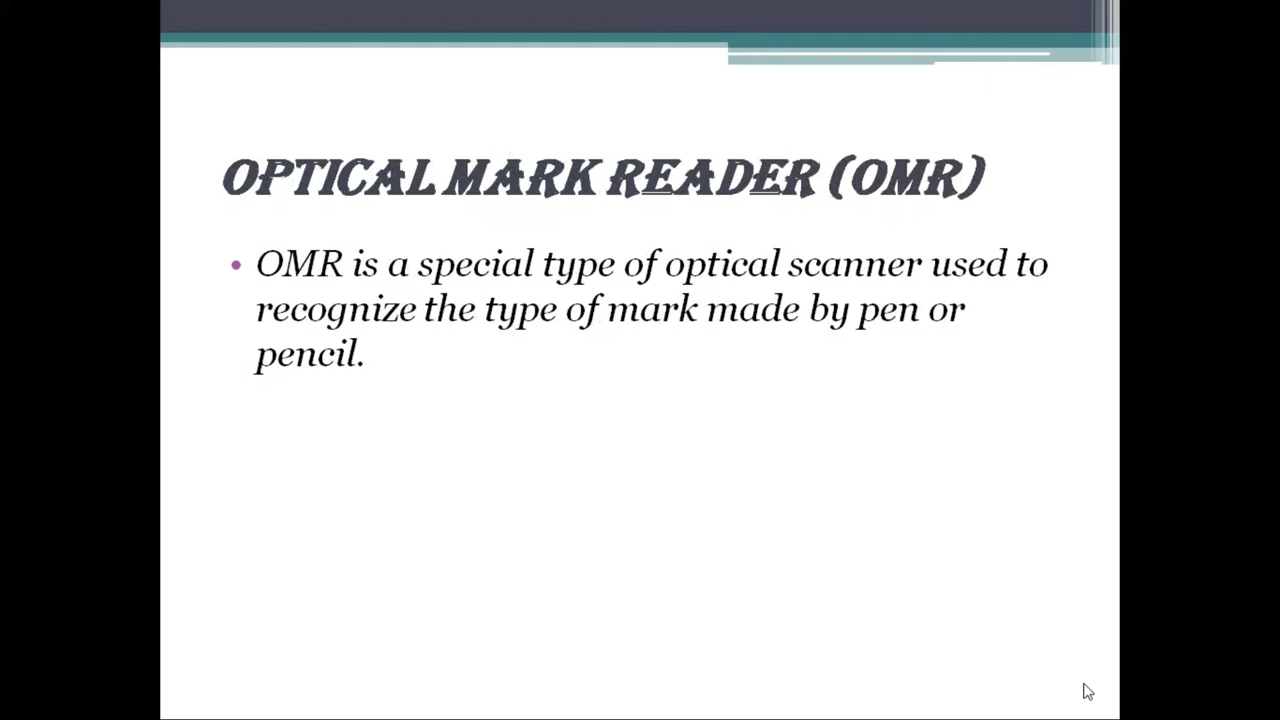 OPTICAL MARK READER (OMR)
• OMR is a special type of optical scanner used to
recognize the type of mark made by pen or
pencil.